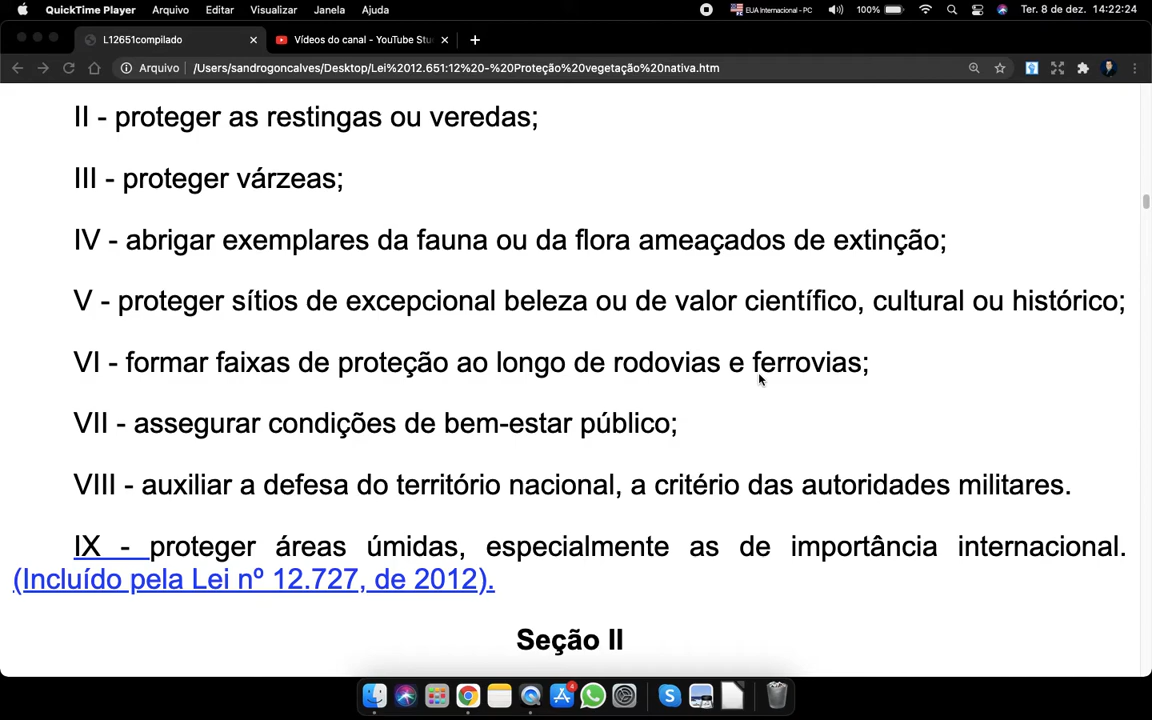 QuickTime Player Arquivo Editar Visualizar Janela Ajuda EUA Internacional - PC 100% Ter. 8 de dez. 14:22:24
L12651compilado Vídeos do canal - YouTube Stu
Arquivo /Users/sandrogoncalves/Desktop/Lei%2012.651:12%20-%20Proteção%20vegetação%20nativa.htm
II - proteger as restingas ou veredas;
III - proteger várzeas;
IV - abrigar exemplares da fauna ou da flora ameaçados de extinção;
V - proteger sítios de excepcional beleza ou de valor científico, cultural ou histórico;
VI - formar faixas de proteção ao longo de rodovias e ferrovias;
VII - assegurar condições de bem-estar público;
VIII - auxiliar a defesa do território nacional, a critério das autoridades militares.
IX - proteger áreas úmidas, especialmente as de importância internacional.
(Incluído pela Lei nº 12.727, de 2012).
Seção II